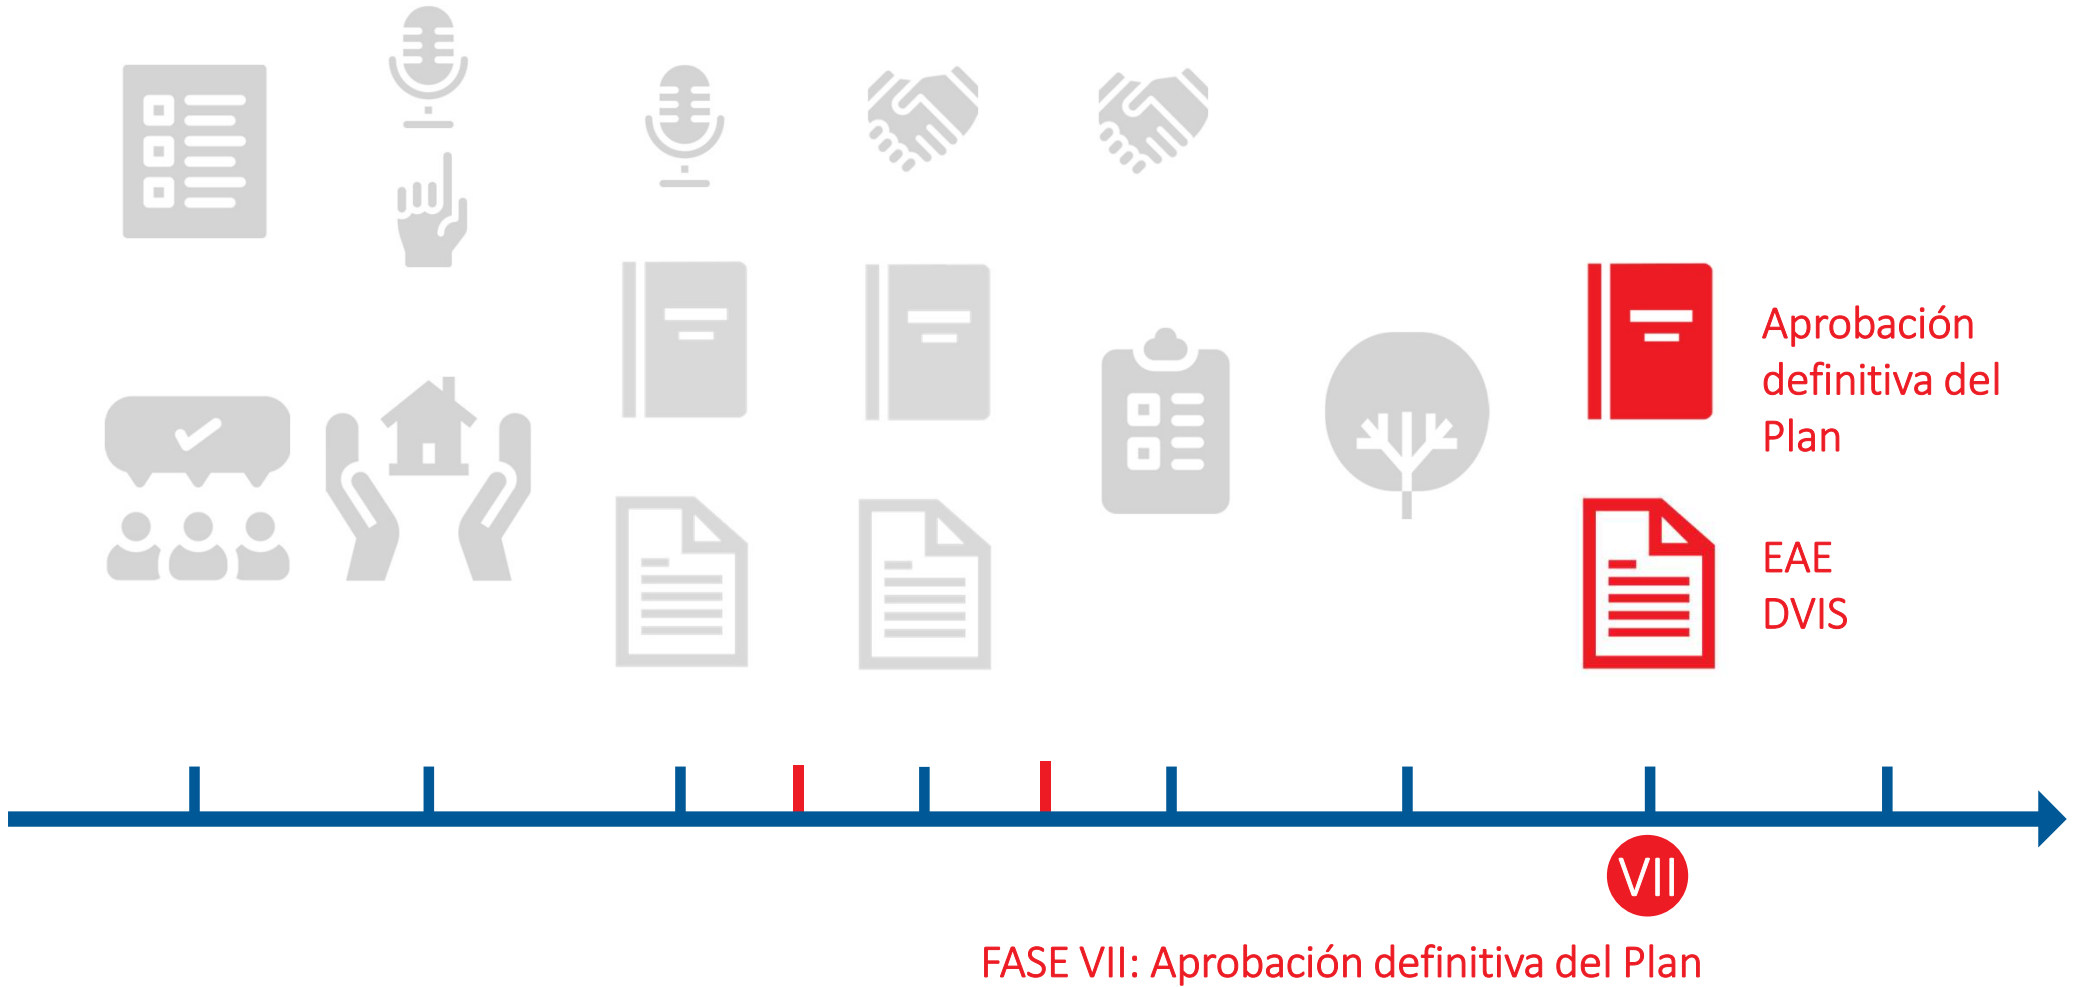 Aprobación
definitiva del
Plan
EAE
DVIS
VII
FASE VII: Aprobación definitiva del Plan